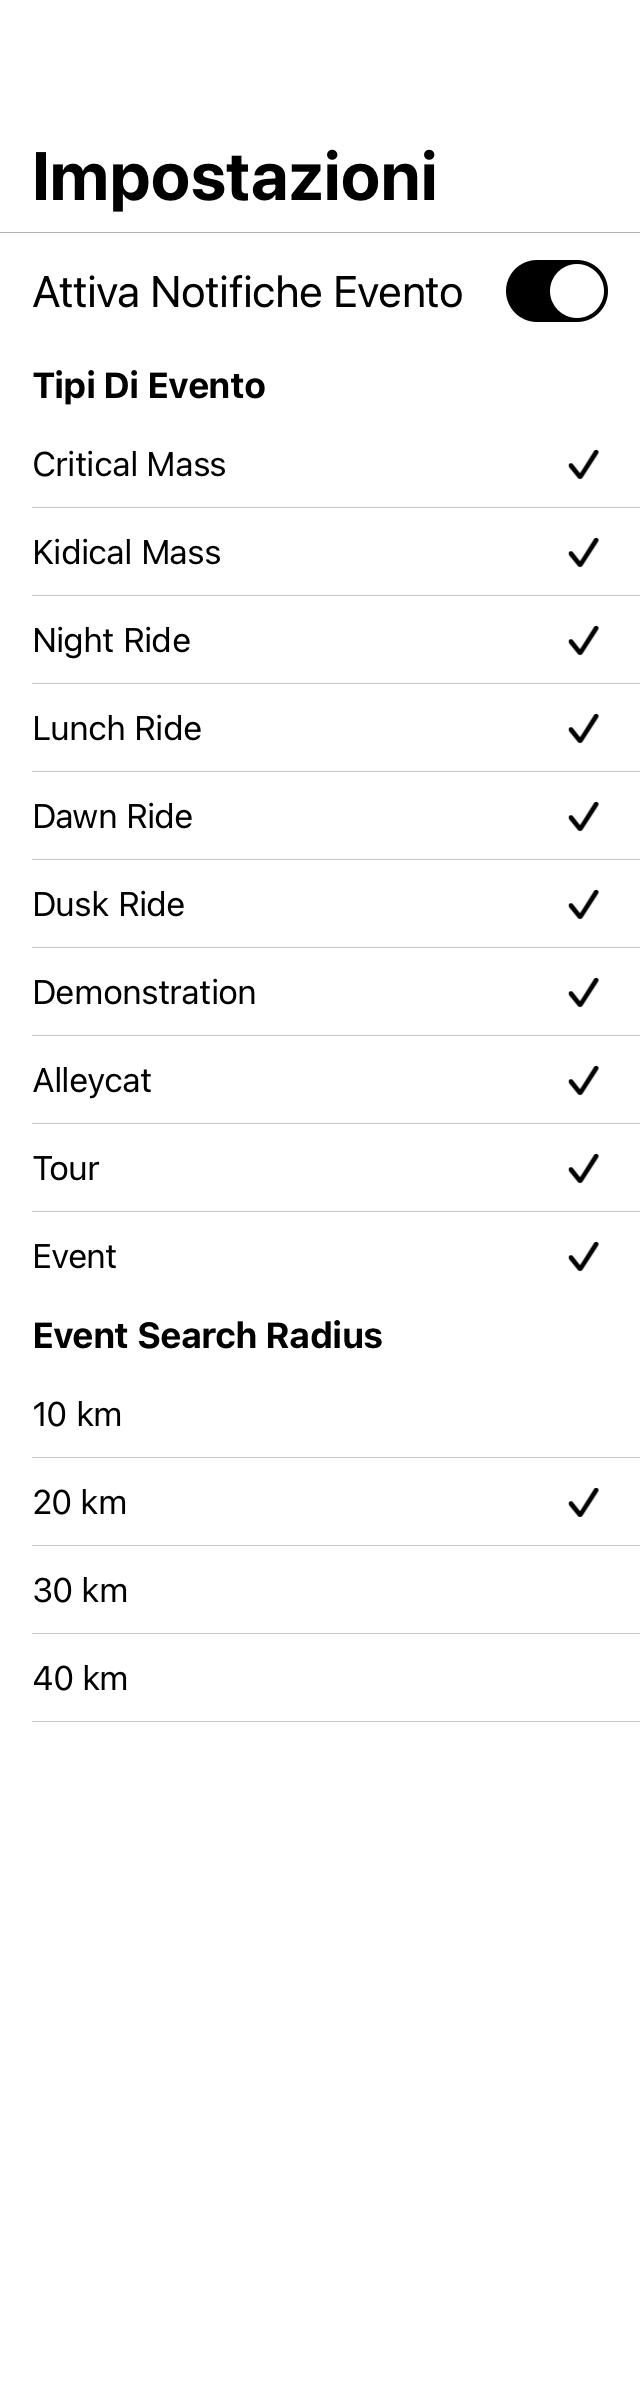 Impostazioni
Attiva Notifiche Evento
Tipi Di Evento
Critical Mass
Kidical Mass
Night Ride
Lunch Ride
Dawn Ride
Dusk Ride
Demonstration
Alleycat
Tour
Event
Event Search Radius
10 km
20 km
30 km
40 km